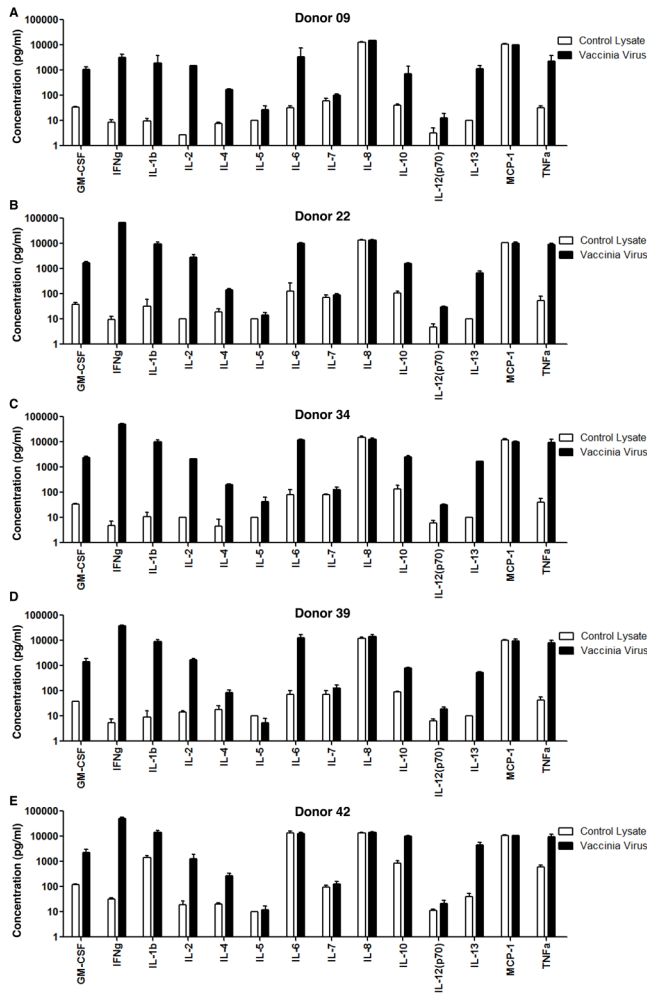 A
Donor 09
Concentration (pg/ml)
100000
10000
1000
100
10
1
Control Lysate
Vaccinia Virus
GM-CSF
IFNg
IL-1b
IL-2
IL-4
IL-5
IL-6
IL-7
IL-8
IL-10
IL-12(p70)
IL-13
MCP-1
TNFa
B
Donor 22
Concentration (pg/ml)
100000
10000
1000
100
10
1
Control Lysate
Vaccinia Virus
GM-CSF
IFNg
IL-1b
IL-2
IL-4
IL-5
IL-6
IL-7
IL-8
IL-10
IL-12(p70)
IL-13
MCP-1
TNFa
C
Donor 34
Concentration (pg/ml)
100000
10000
1000
100
10
1
Control Lysate
Vaccinia Virus
GM-CSF
IFNg
IL-1b
IL-2
IL-4
IL-5
IL-6
IL-7
IL-8
IL-10
IL-12(p70)
IL-13
MCP-1
TNFa
D
Donor 39
Concentration (pg/ml)
100000
10000
1000
100
10
1
Control Lysate
Vaccinia Virus
GM-CSF
IFNg
IL-1b
IL-2
IL-4
IL-5
IL-6
IL-7
IL-8
IL-10
IL-12(p70)
IL-13
MCP-1
TNFa
E
Donor 42
Concentration (pg/ml)
100000
10000
1000
100
10
1
Control Lysate
Vaccinia Virus
GM-CSF
IFNg
IL-1b
IL-2
IL-4
IL-5
IL-6
IL-7
IL-8
IL-10
IL-12(p70)
IL-13
MCP-1
TNFa